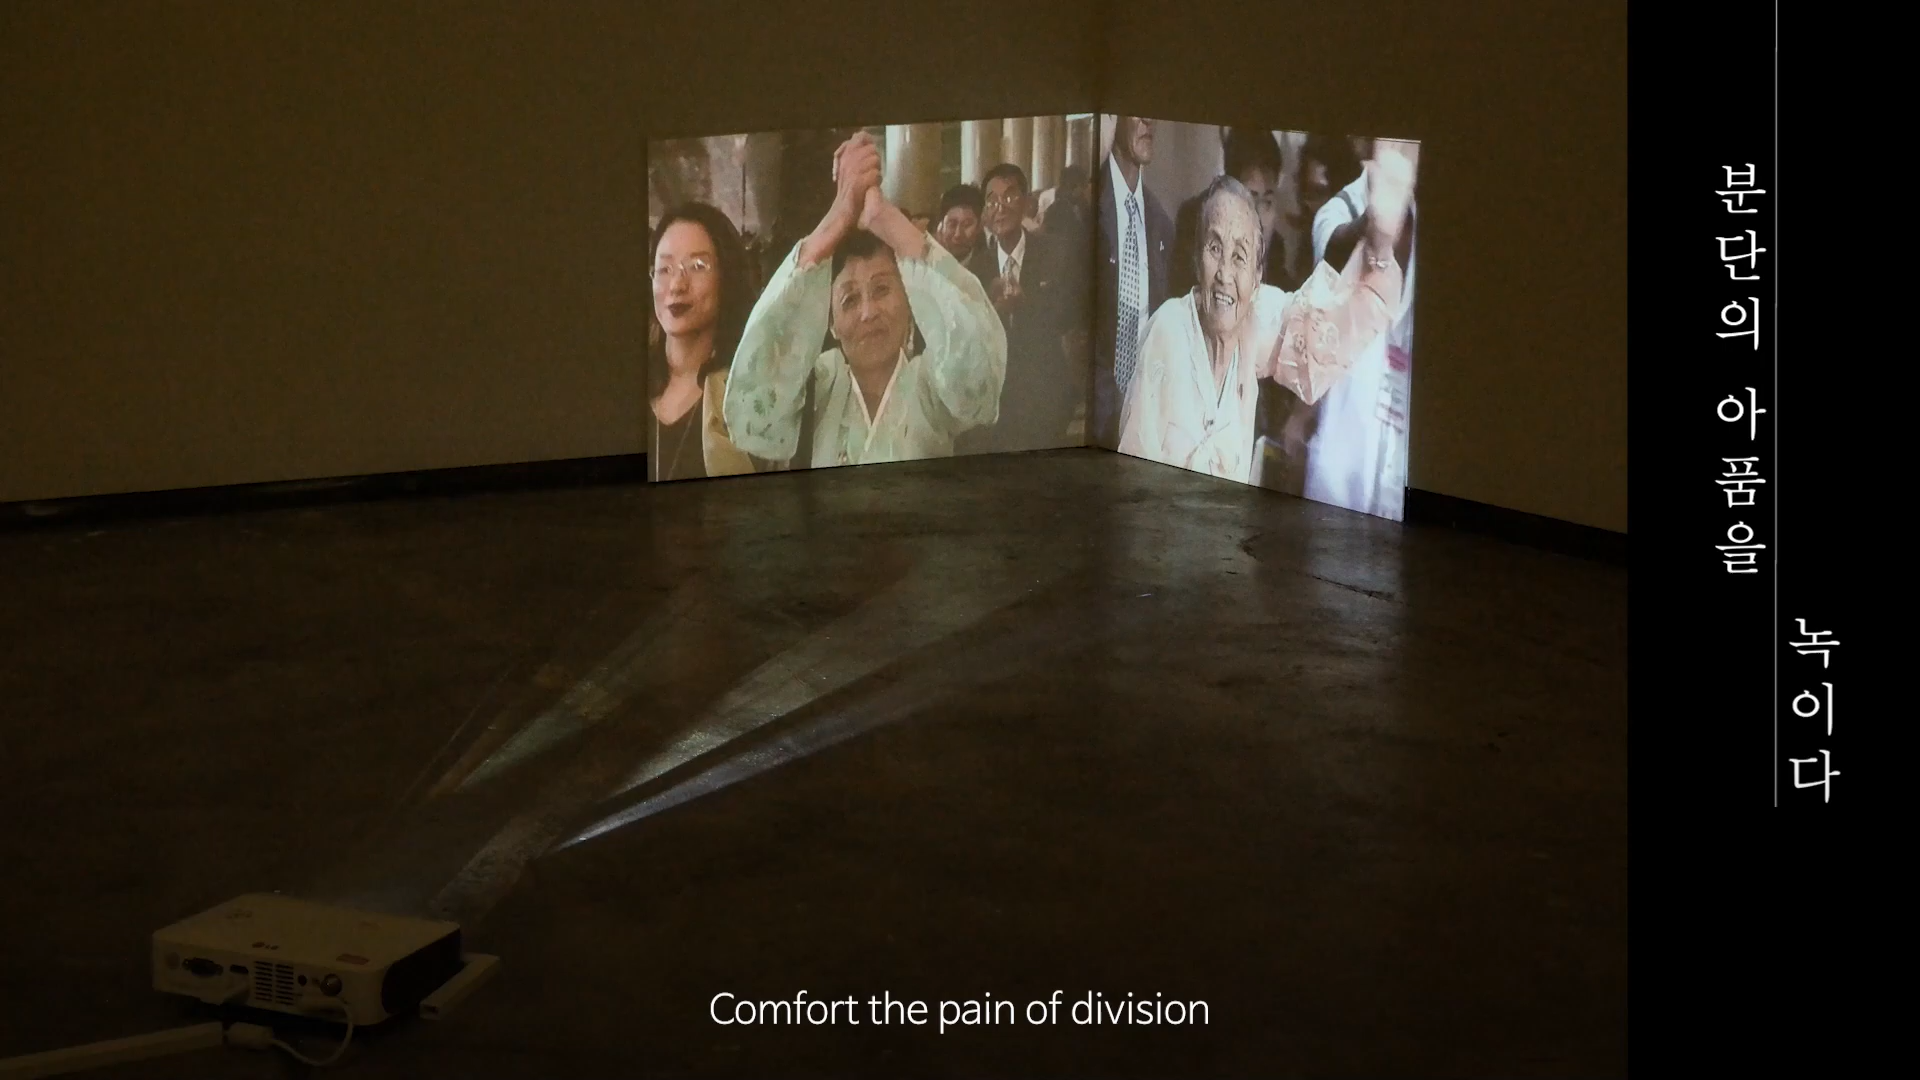 분단의 아픔을
녹이다
Comfort the pain of division